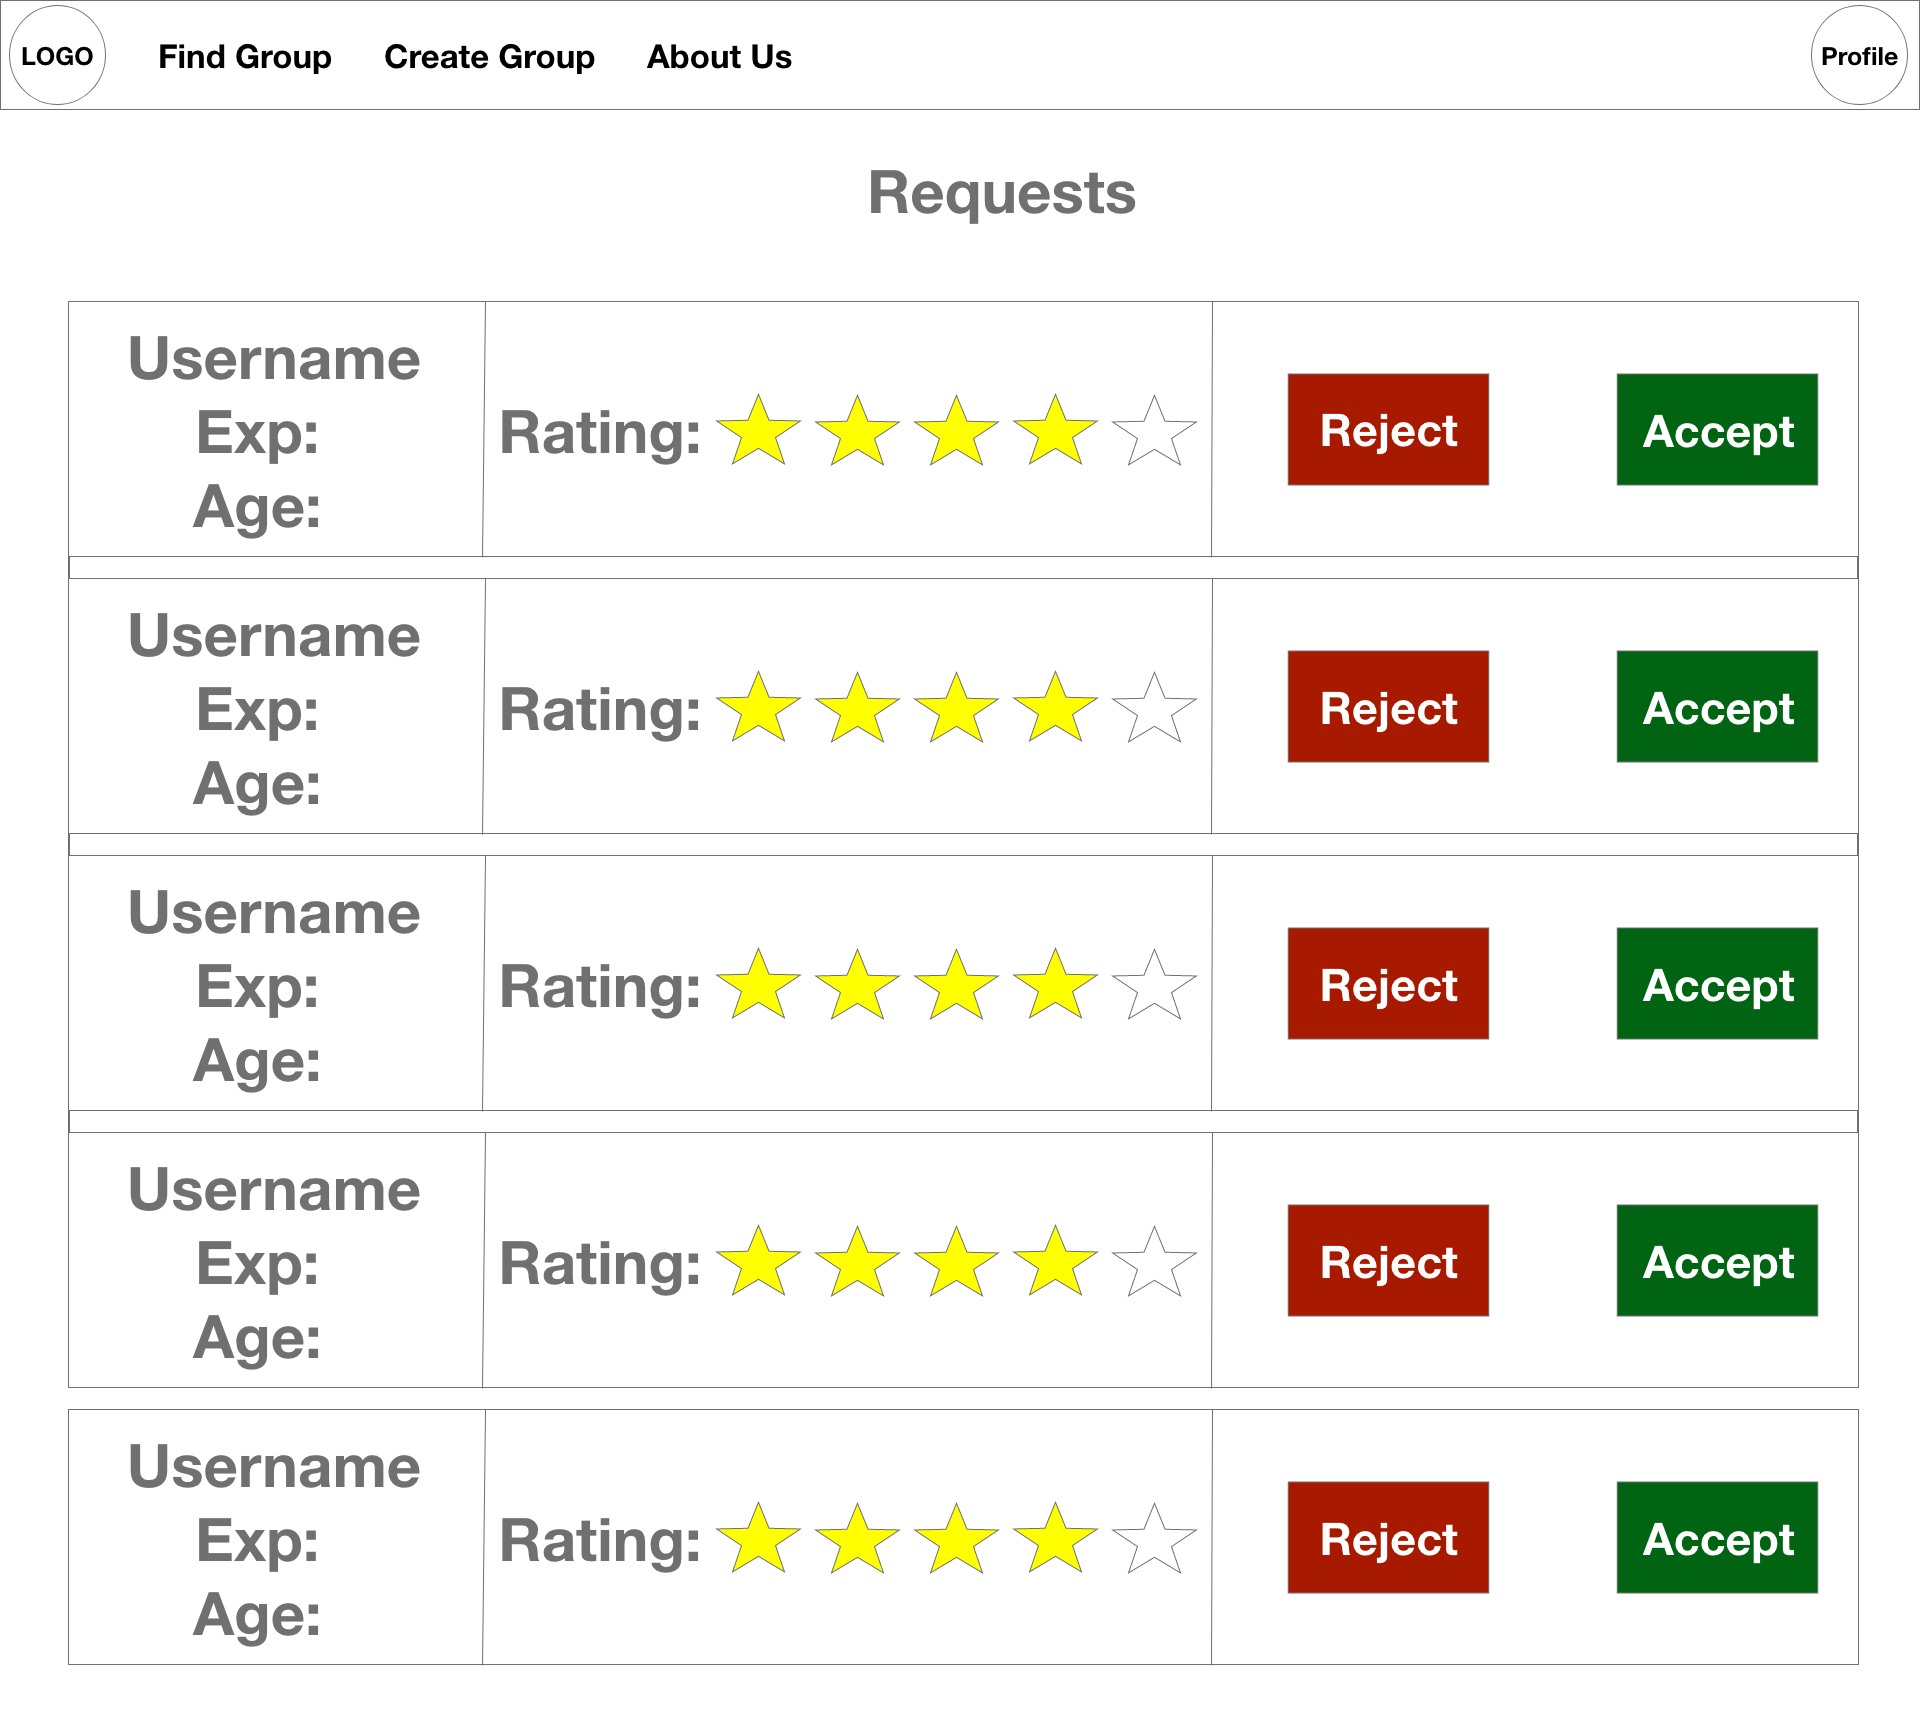 LOGO Find Group Create Group About Us Profile
Requests
Username
Exp:
Rating:
Reject Accept
Age:
Username
Exp:
Rating:
Reject Accept
Age:
Username
Exp:
Rating:
Reject Accept
Age:
Username
Exp:
Rating:
Reject Accept
Age:
Username
Exp:
Rating:
Reject Accept
Age: